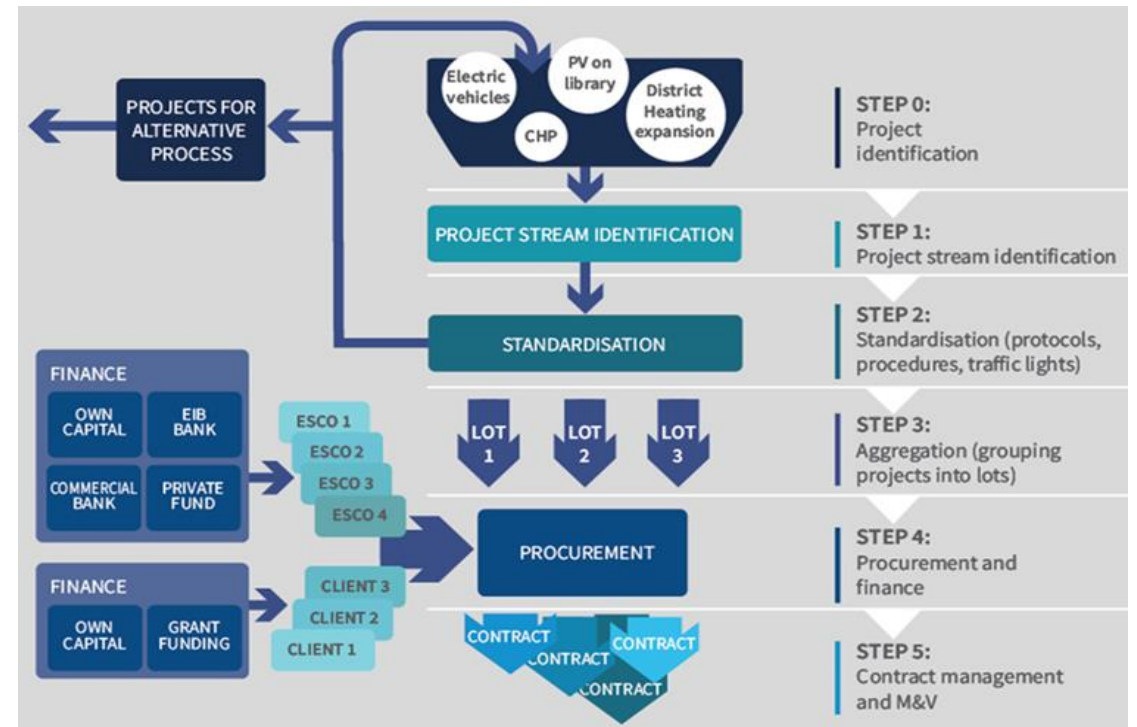 PROJECTS FOR
ALTERNATIVE
PROCESS
Electric
vehicles
PV on
library
CHP
District
Heating
expansion
STEP 0:
Project
identification
PROJECT STREAM IDENTIFICATION
STEP 1:
Project stream identification
STANDARDISATION
STEP 2:
Standardisation (protocols,
procedures, traffic lights)
FINANCE
OWN
CAPITAL
EIB
BANK
COMMERCIAL
BANK
PRIVATE
FUND
ESCO 1
ESCO 2
ESCO 3
ESCO 4
LOT
1
LOT
2
LOT
3
STEP 3:
Aggregation (grouping
projects into lots)
PROCUREMENT
STEP 4:
Procurement and
finance
FINANCE
OWN
CAPITAL
GRANT
FUNDING
CLIENT 3
CLIENT 2
CLIENT 1
CONTRACT
CONTRACT
CONTRACT
CONTRACT
STEP 5:
Contract management
and M&V